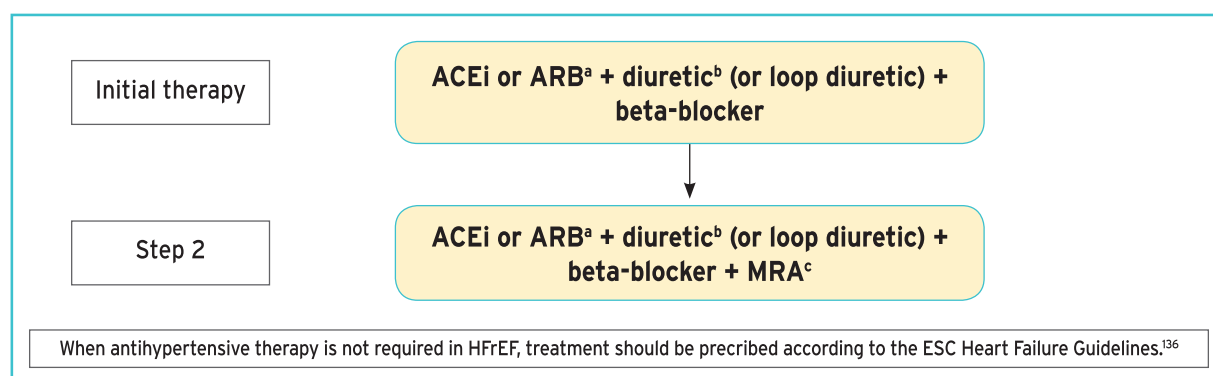 Initial therapy
ACEi or ARBᵃ + diureticᵇ (or loop diuretic) +
beta-blocker
Step 2
ACEi or ARBᵃ + diureticᵇ (or loop diuretic) +
beta-blocker + MRAᶜ
When antihypertensive therapy is not required in HFrEF, treatment should be precribed according to the ESC Heart Failure Guidelines.¹³⁶